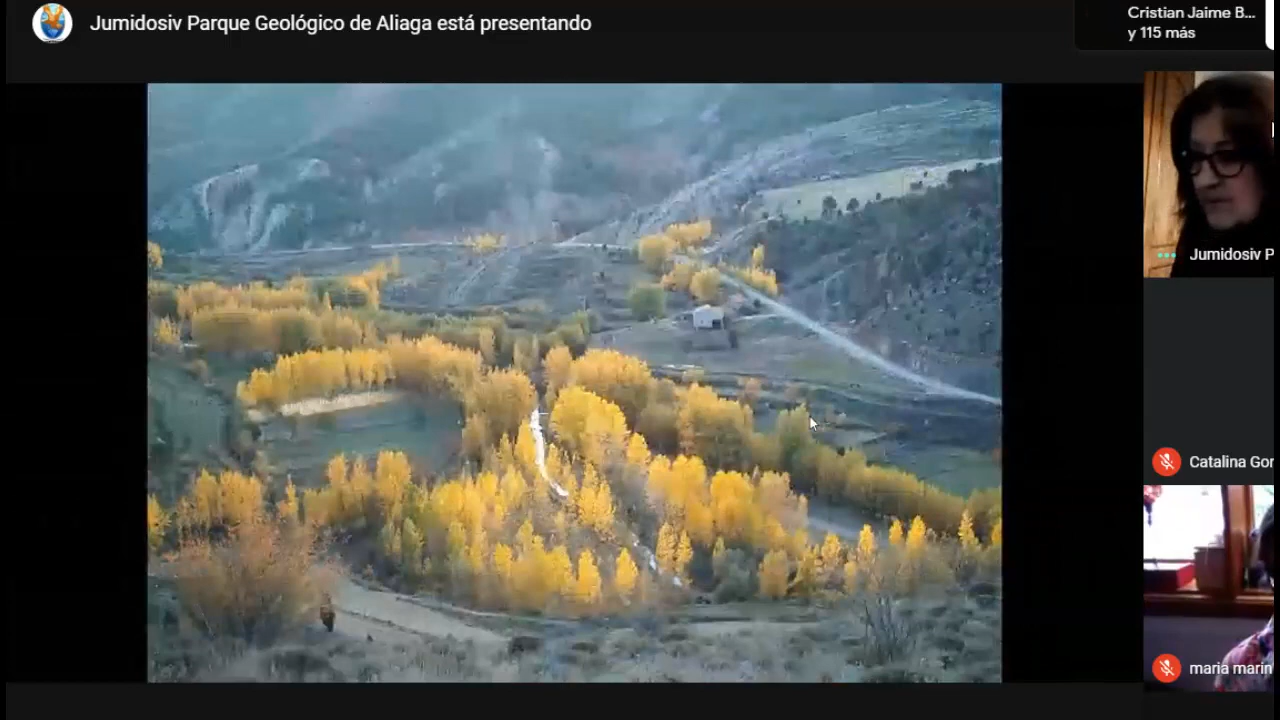 Jumidosiv Parque Geológico de Aliaga está presentando
Cristian Jaime B...
y 115 más
Jumidosiv P
Catalina Gor
maria marin